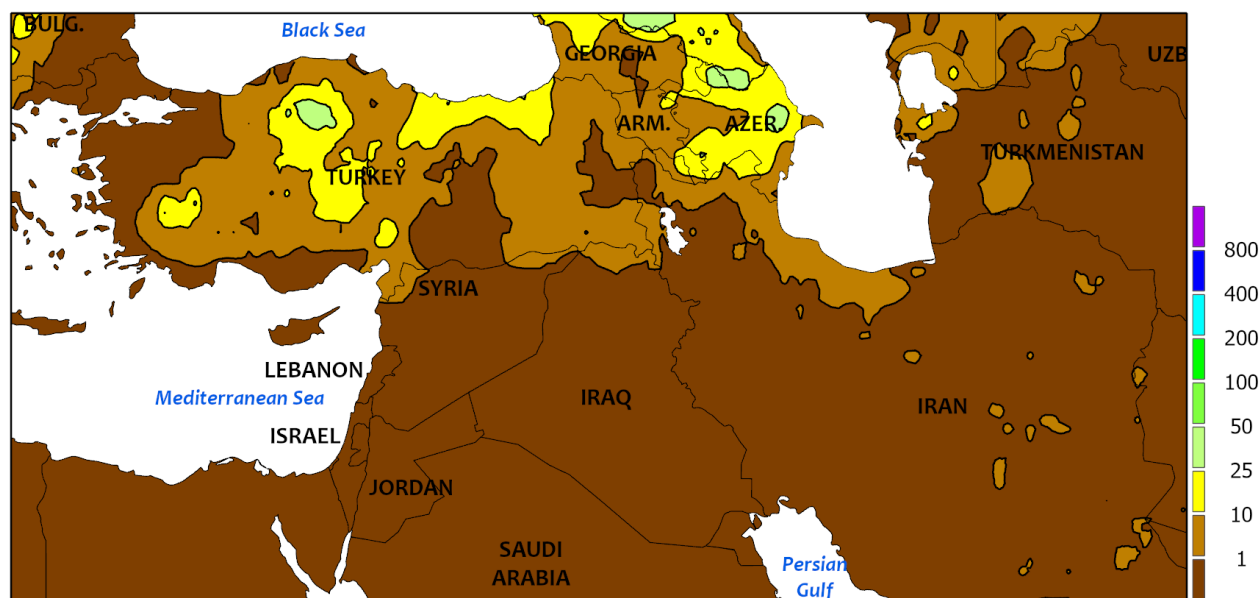 BULG.
Black Sea
GEORGIA
UZB
ARM.
AZER.
TURKMENISTAN
TURKEY
SYRIA
LEBANON
Mediterranean Sea
IRAQ
IRAN
ISRAEL
JORDAN
SAUDI
ARABIA
Persian
Gulf
800
400
200
100
50
25
10
1